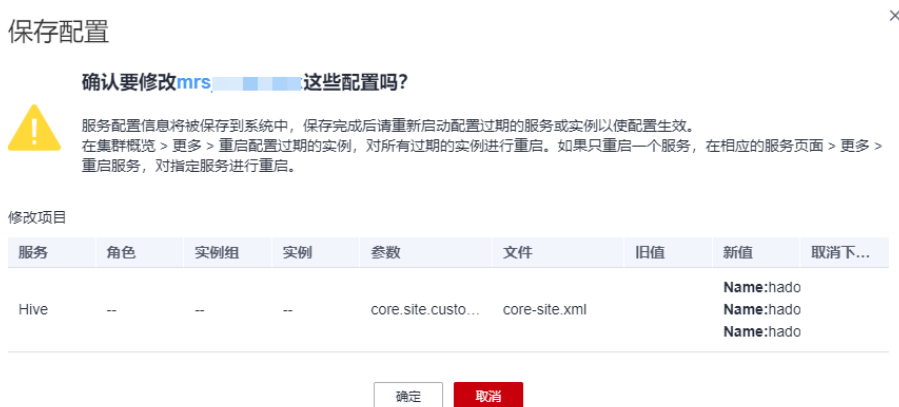 保存配置
确认要修改mrs 这些配置吗？
服务配置信息将被保存到系统中，保存完成后请重新启动配置过期的服务或实例以使配置生效。
在集群概览 > 更多 > 重启配置过期的实例，对所有过期的实例进行重启。如果只重启一个服务，在相应的服务页面 > 更多 >
重启服务，对指定服务进行重启。
修改项目
服务 角色 实例组 实例 参数 文件 旧值 新值 取消下...
Name:hado
Hive -- -- -- core.site.custo... core-site.xml Name:hado
Name:hado
确定 取消